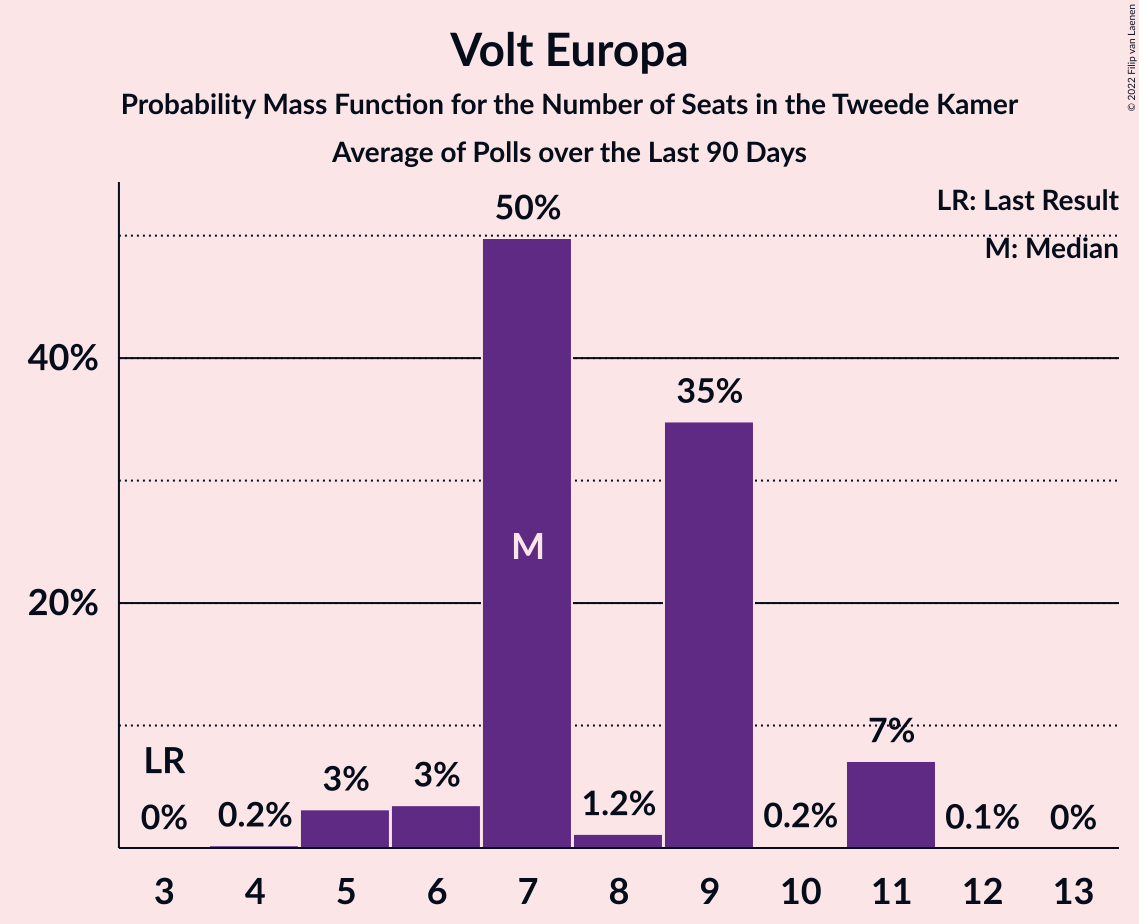 Volt Europa
Probability Mass Function for the Number of Seats in the Tweede Kamer
Average of Polls over the Last 90 Days
© 2022 Filip van Laenen
LR: Last Result
M: Median
50%
40%
35%
M
20%
7%
LR
3%
3%
1.2%
0%
0.2%
0.2%
0.1%
0%
3 4 5 6 7 8 9 10 11 12 13